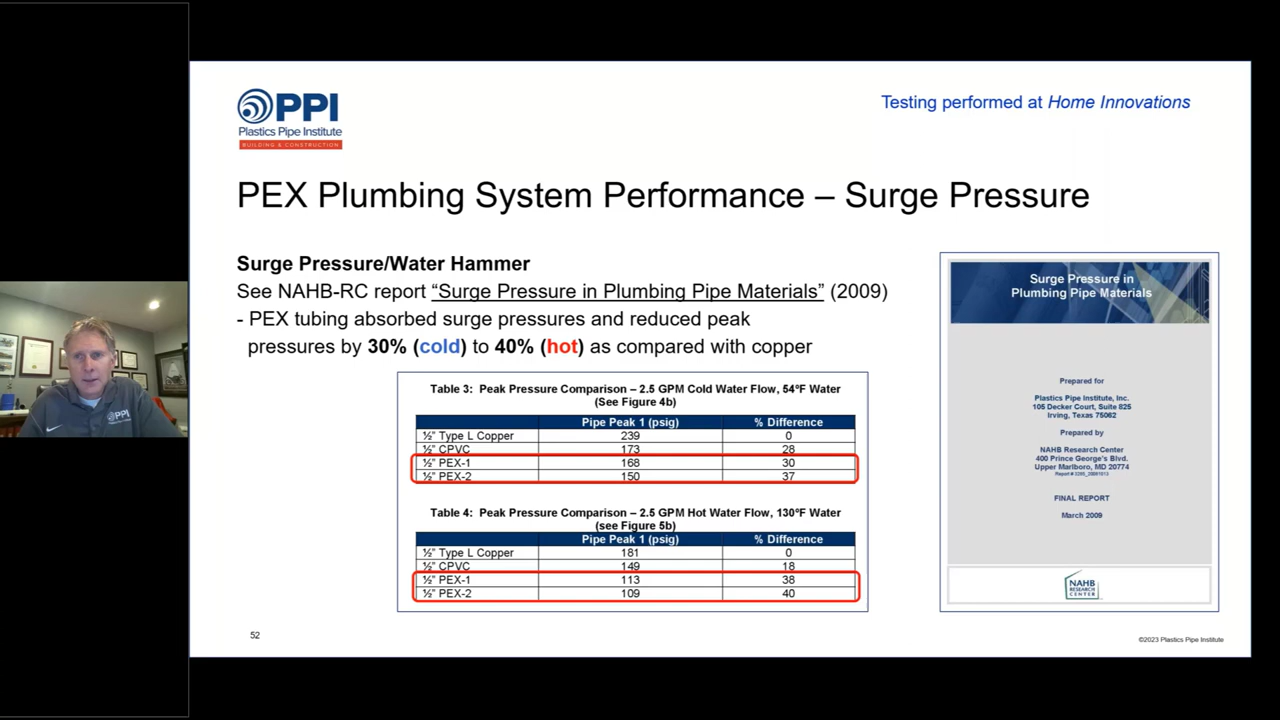 PPI
Plastics Pipe Institute
BUILDING & CONSTRUCTION
Testing performed at Home Innovations
PEX Plumbing System Performance – Surge Pressure
Surge Pressure/Water Hammer
See NAHB-RC report “Surge Pressure in Plumbing Pipe Materials” (2009)
- PEX tubing absorbed surge pressures and reduced peak
pressures by 30% (cold) to 40% (hot) as compared with copper
Table 3: Peak Pressure Comparison – 2.5 GPM Cold Water Flow, 54ºF Water
(See Figure 4b)
Pipe Peak 1 (psig) % Difference
½” Type L Copper 239 0
½” CPVC 173 28
½” PEX-1 168 30
½” PEX-2 150 37
Table 4: Peak Pressure Comparison – 2.5 GPM Hot Water Flow, 130ºF Water
(see Figure 5b)
Pipe Peak 1 (psig) % Difference
½” Type L Copper 181 0
½” CPVC 149 18
½” PEX-1 113 38
½” PEX-2 109 40
Surge Pressure in
Plumbing Pipe Materials
Prepared for
Plastics Pipe Institute, Inc.
105 Decker Court, Suite 825
Irving, Texas 75062
Prepared by
NAHB Research Center
400 Prince George's Blvd.
Upper Marlboro, MD 20774
FINAL REPORT
March 2009
NAHB
RESEARCH
CENTER
PPI
52
©2023 Plastics Pipe Institute